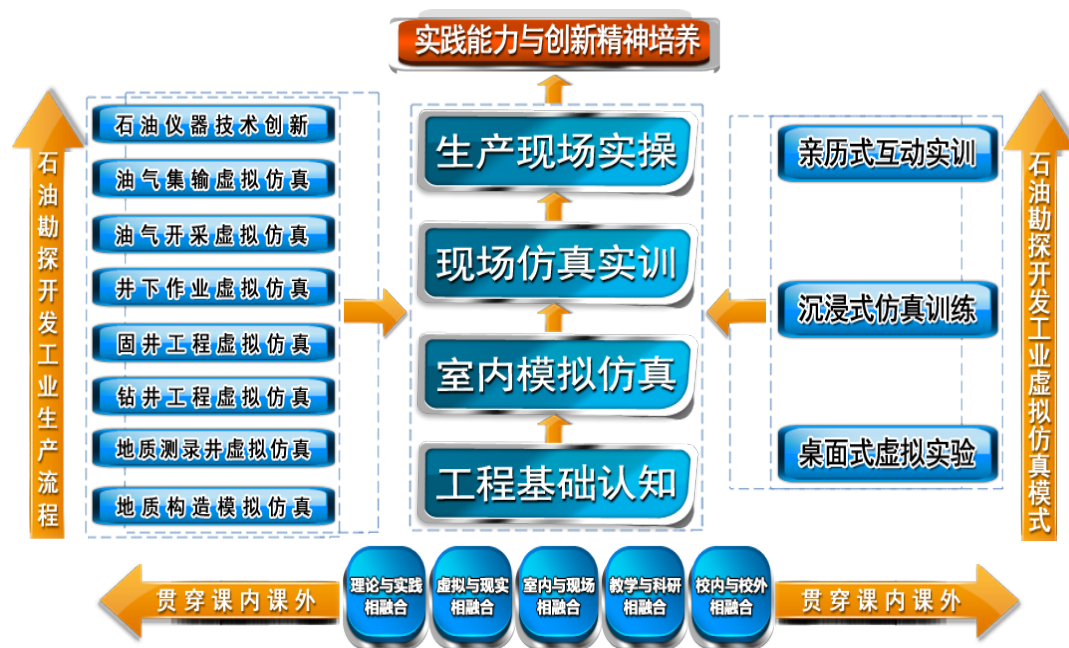 实践能力与创新精神培养
石油勘探开发工业生产流程
石油仪器技术创新
油气集输虚拟仿真
油气开采虚拟仿真
井下作业虚拟仿真
固井工程虚拟仿真
钻井工程虚拟仿真
地质测录井虚拟仿真
地质构造模拟仿真
生产现场实操
现场仿真实训
室内模拟仿真
工程基础认知
亲历式互动实训
沉浸式仿真训练
桌面式虚拟实验
石油勘探开发工业虚拟仿真模式
贯穿课内课外
理论与实践
相融合
虚拟与现实
相融合
室内与现场
相融合
教学与科研
相融合
校内与校外
相融合
贯穿课内课外